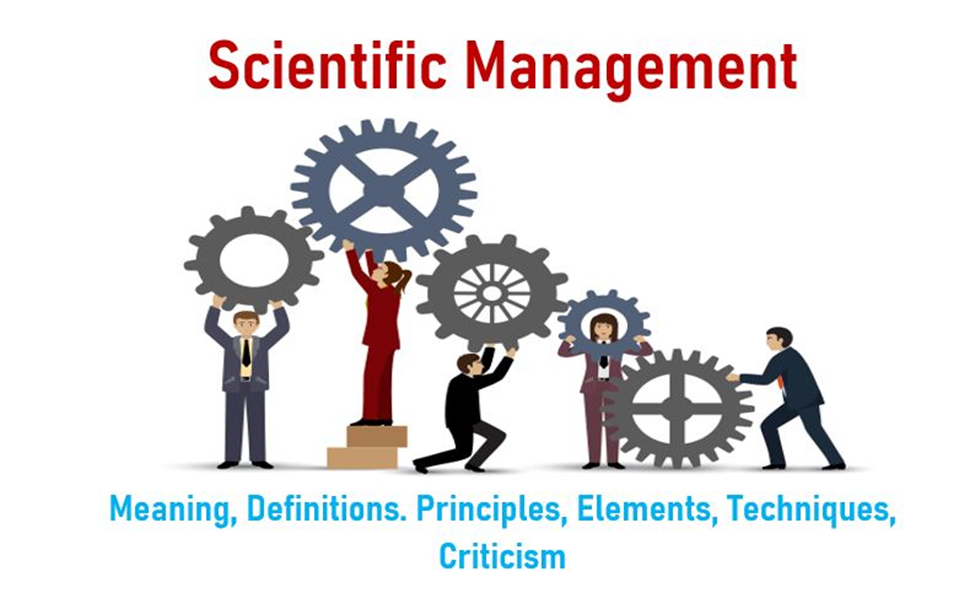 Scientific Management
Meaning, Definitions. Principles, Elements, Techniques,
Criticism